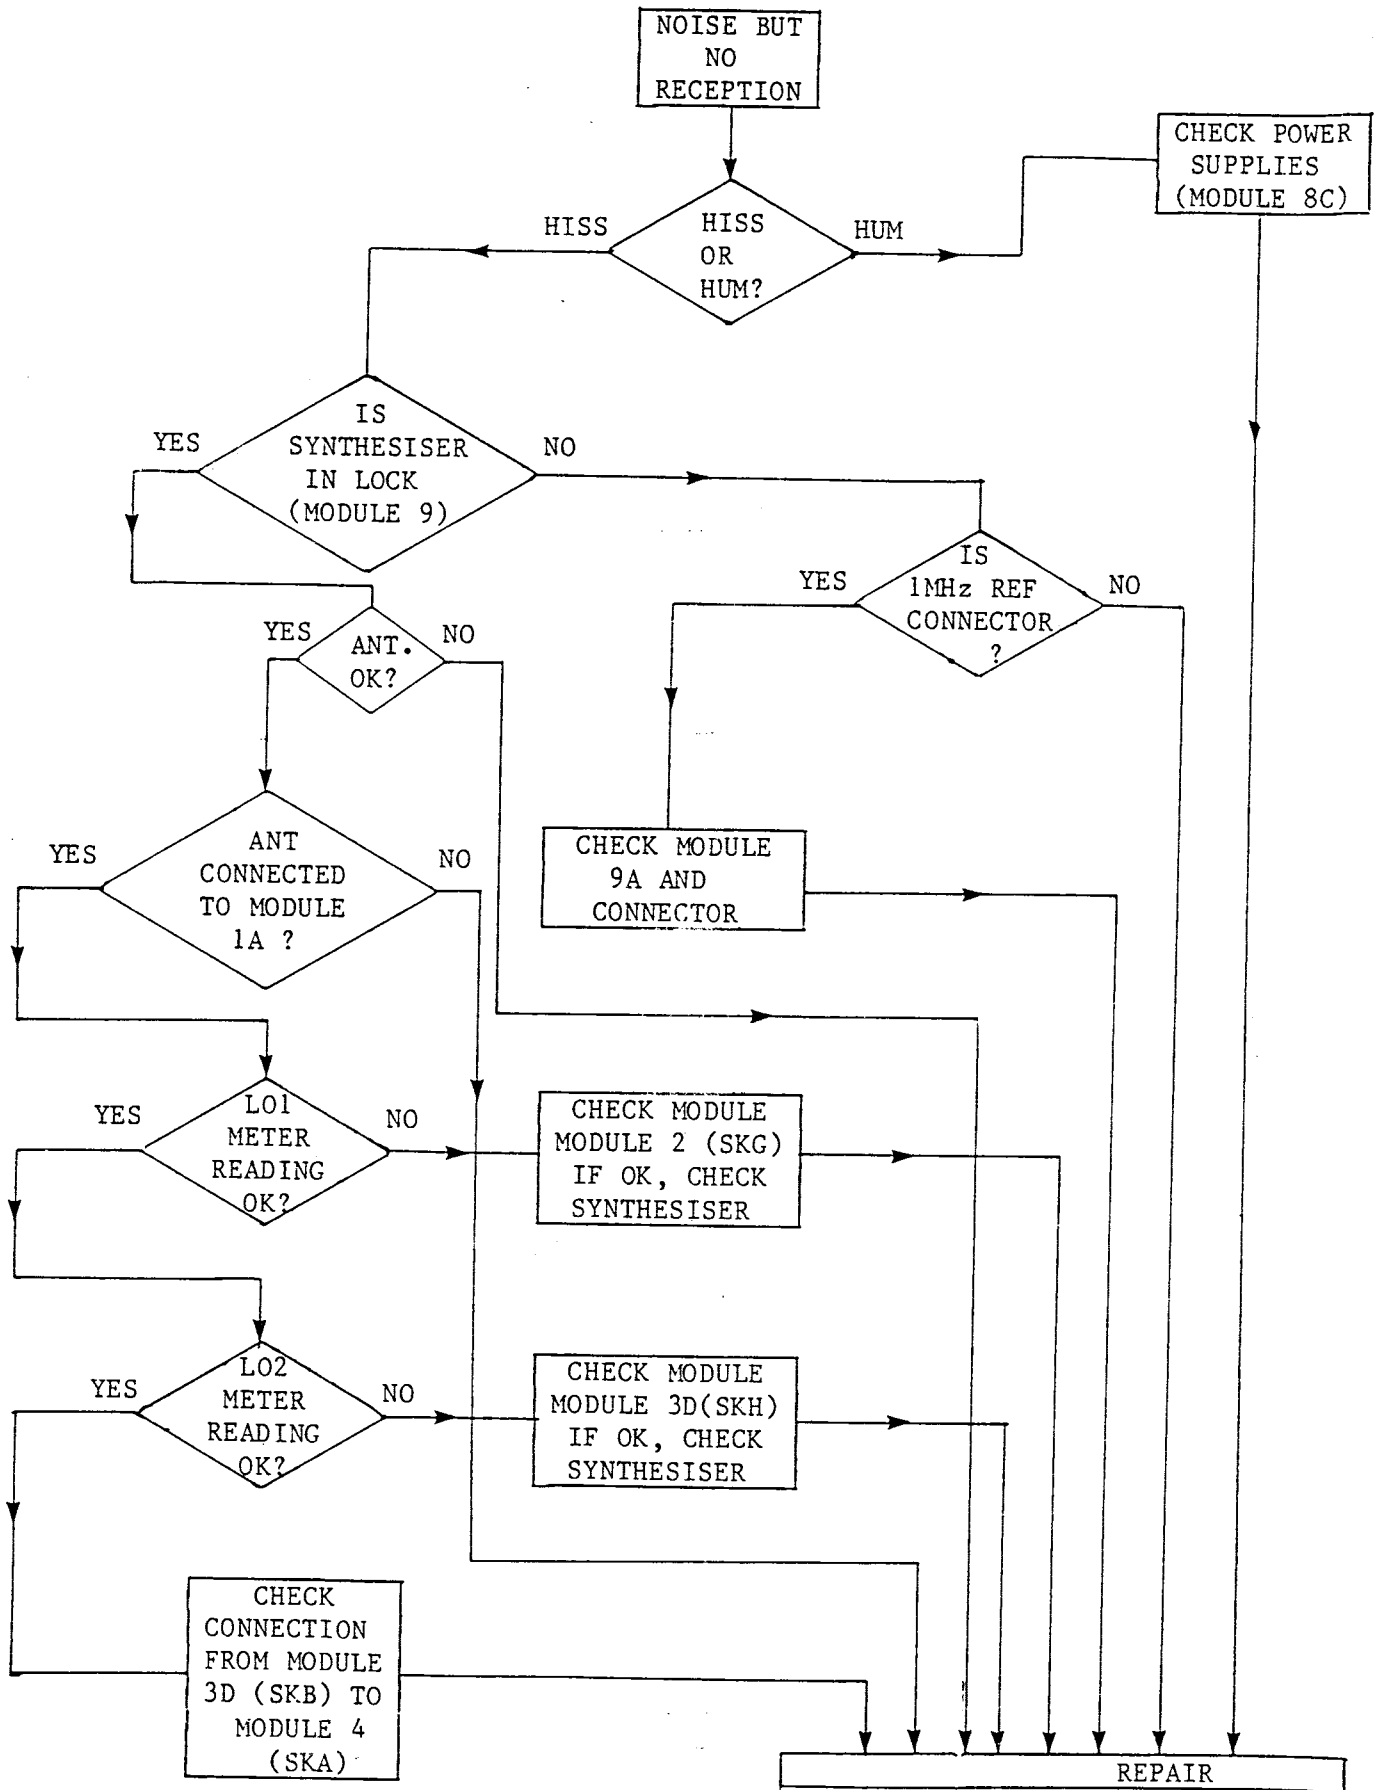 NOISE BUT
NO
RECEPTION
CHECK POWER
SUPPLIES
(MODULE 8C)
HISS
HISS
OR
HUM?
HUM
YES
IS
SYNTHESISER
IN LOCK
(MODULE 9)
NO
YES
IS
1MHz REF
CONNECTOR
?
NO
YES
ANT.
OK?
NO
YES
ANT
CONNECTED
TO MODULE
1A ?
NO
CHECK MODULE
9A AND
CONNECTOR
YES
LO1
METER
READING
OK?
NO
CHECK MODULE
MODULE 2 (SKG)
IF OK, CHECK
SYNTHESISER
YES
LO2
METER
READING
OK?
NO
CHECK MODULE
MODULE 3D(SKH)
IF OK, CHECK
SYNTHESISER
CHECK
CONNECTION
FROM MODULE
3D (SKB) TO
MODULE 4
(SKA)
REPAIR